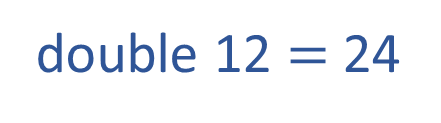 double 12 = 24